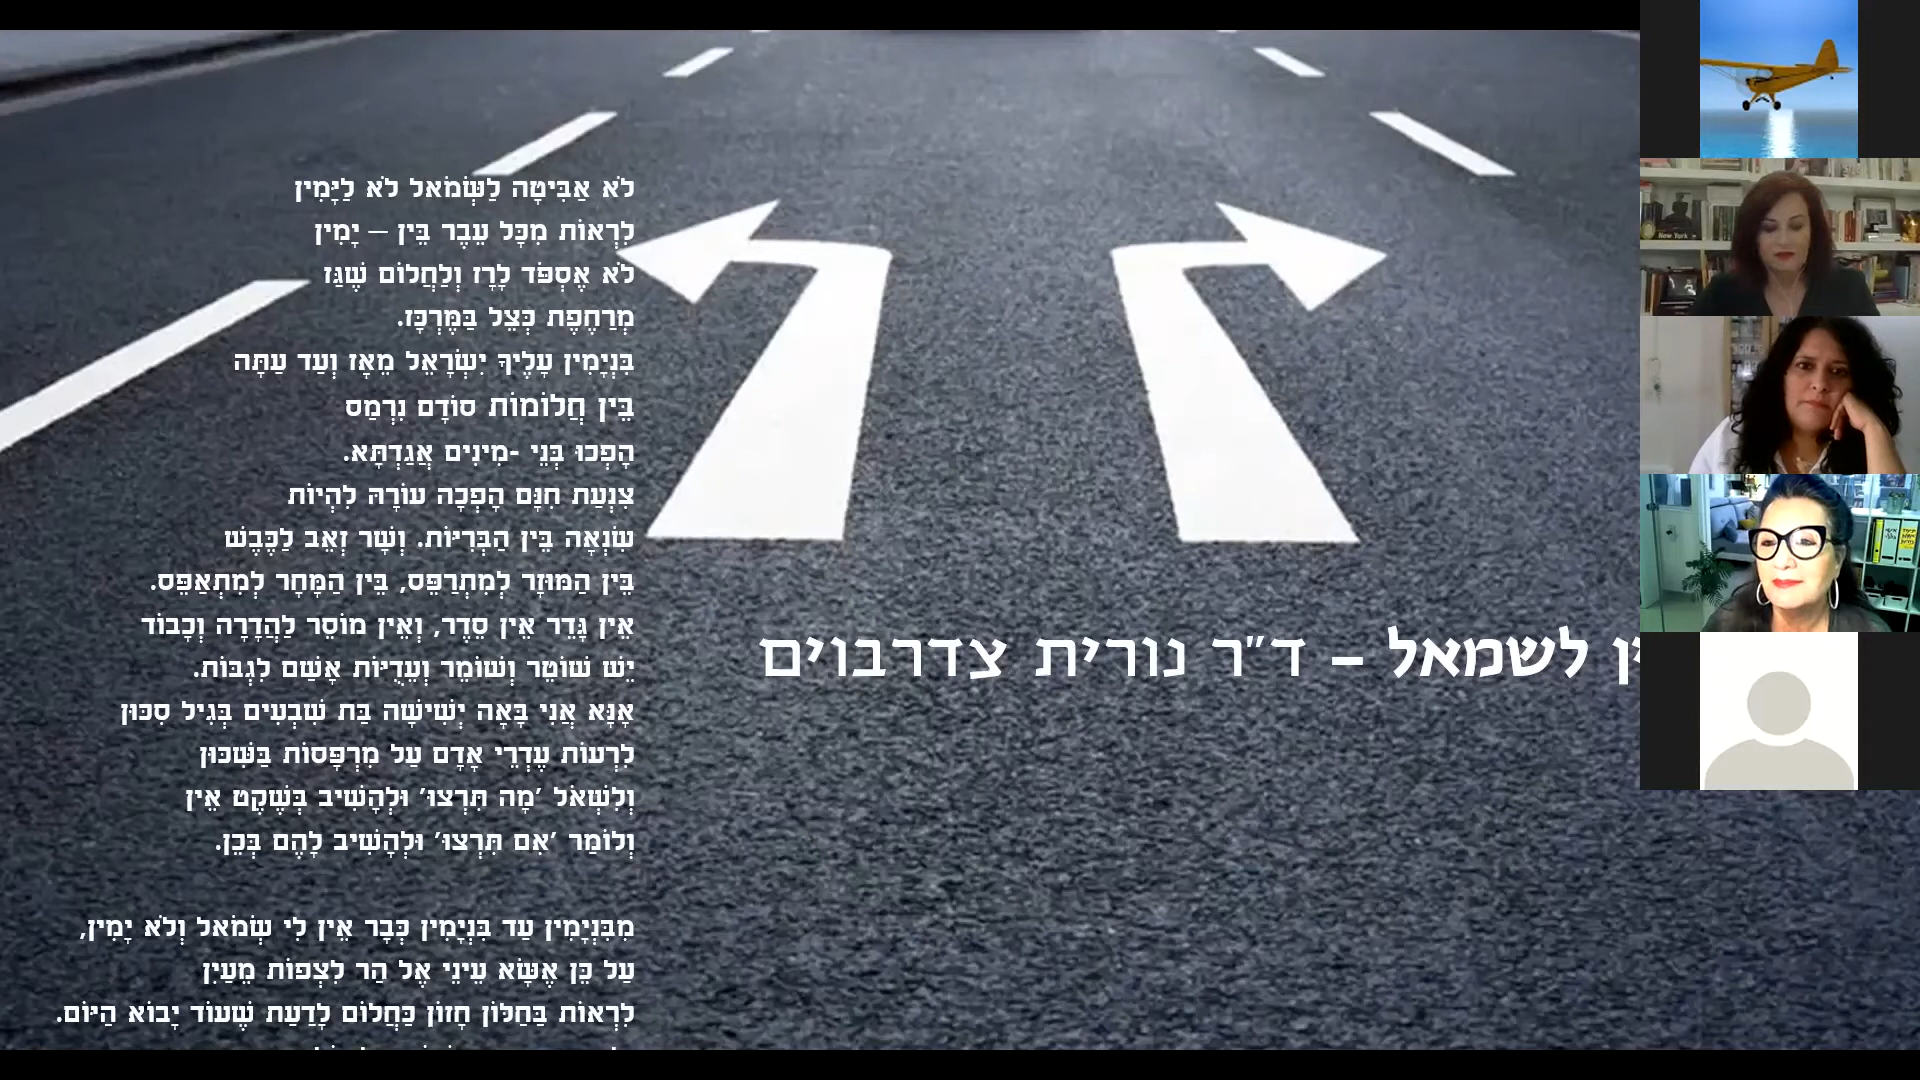 לֹא אַבִּיטָה לַשְּׂמֹאל לֹא לַיָּמִין
לִרְאוֹת מִכָּל עֵבֶר בֵּין – יָמִין
לֹא אֶסְפֹּד לָרָז וְלַחֲלוֹם שֶׁגַּז
מְרַחֶפֶת כְּצֵל בַּמֶּרְכָּז.
בִּנְיָמִין עָלֶיךָ יִשְׂרָאֵל מֵאָז וְעַד עַתָּה
בֵּין חֲלוֹמוֹת סוֹדָם נִרְמַס
הָפְכוּ בְּנֵי -מִינִים אֲגַדְתָּא.
צִנְעַת חִנָּם הָפְכָה עוֹרָהּ לִהְיוֹת
שִׂנְאָה בֵּין הַבְּרִיּוֹת. וְשָׁר זְאֵב לַכֶּבֶשׂ
בֵּין הַמּוּזָר לְמִתְרַפֵּס, בֵּין הַמָּחָר לְמִתְאַפֵּס.
אֵין גָּדֵר אֵין סֵדֶר, וְאֵין מוֹסֵר לַהֲדָרָה וְכָבוֹד
יֵשׁ שׁוֹטֵר וְשׁוֹמֵר וְעֵדֻיּוֹת אָשַׁם לִגְבּוֹת.
אָנָּא אֲנִי בָּאָה יְשִׁישָׁה בַּת שִׁבְעִים בְּגִיל סִכּוּן
לִרְעוֹת עֶדְרֵי אָדָם עַל מִרְפָּסוֹת בַּשִּׁכּוּן
וְלִשְׁאֹל ׳מָה תִּרְצוּ׳ וּלְהָשִׁיב בְּשֶׁקֶט אֵין
וְלוֹמַר ׳אִם תִּרְצוּ׳ וּלְהָשִׁיב לָהֶם בְּכֵן.
מִבִּנְיָמִין עַד בִּנְיָמִין כְּבָר אֵין לִי שְׂמֹאל וְלֹא יָמִין,
עַל כֵּן אֶשָּׂא עֵינַי אֶל הַר לִצְפּוֹת מֵעַיִן
לִרְאוֹת בַּחַלּוֹן חָזוֹן כַּחֲלוֹם לָדַעַת שֶׁעוֹד יָבוֹא הַיּוֹם.
לשמאל – ד״ר נורית צדרבוים
New York